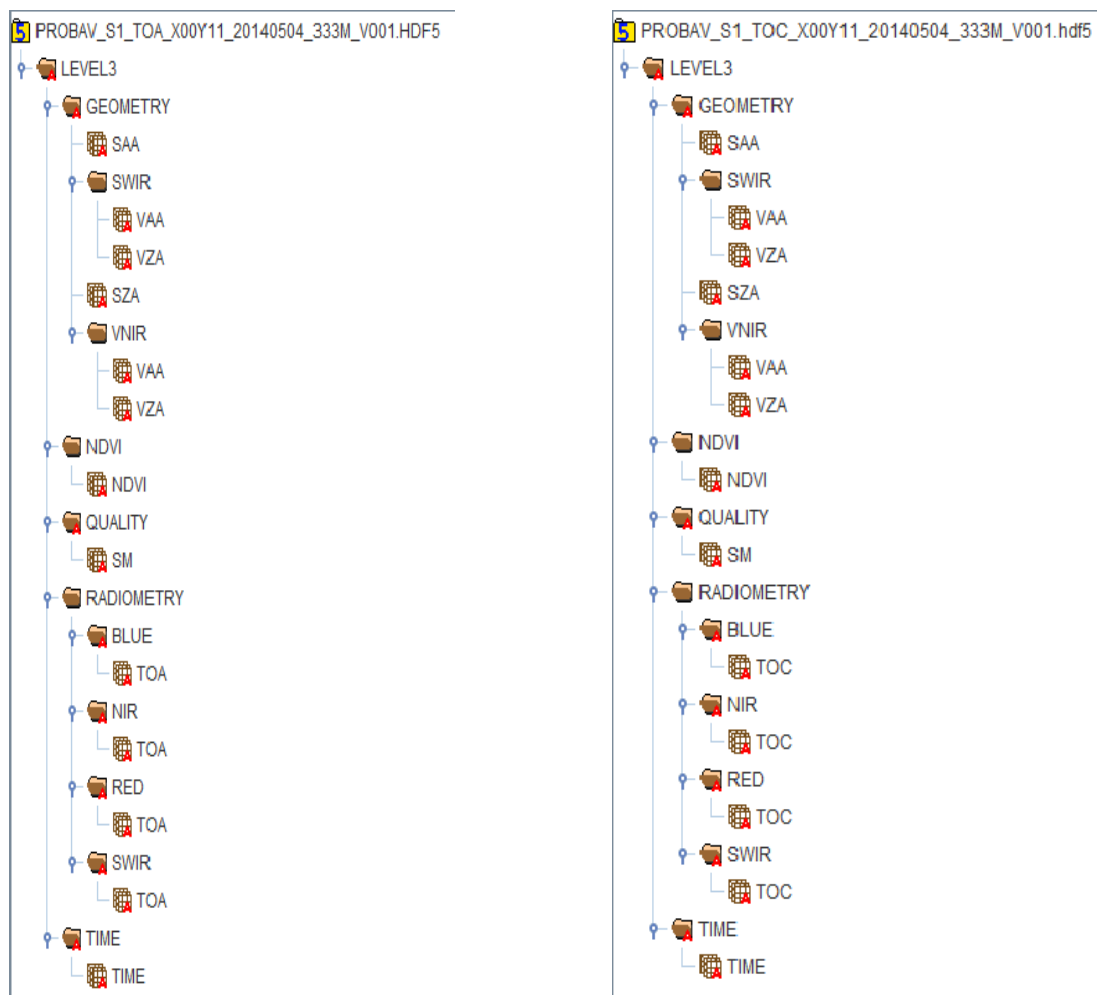 PROBAV_S1_TOA_X00Y11_20140504_333M_V001.HDF5
LEVEL3
GEOMETRY
SAA
SWIR
VAA
VZA
SZA
VNIR
VAA
VZA
NDVI
NDVI
QUALITY
SM
RADIOMETRY
BLUE
TOA
NIR
TOA
RED
TOA
SWIR
TOA
TIME
TIME
PROBAV_S1_TOC_X00Y11_20140504_333M_V001.hdf5
LEVEL3
GEOMETRY
SAA
SWIR
VAA
VZA
SZA
VNIR
VAA
VZA
NDVI
NDVI
QUALITY
SM
RADIOMETRY
BLUE
TOC
NIR
TOC
RED
TOC
SWIR
TOC
TIME
TIME